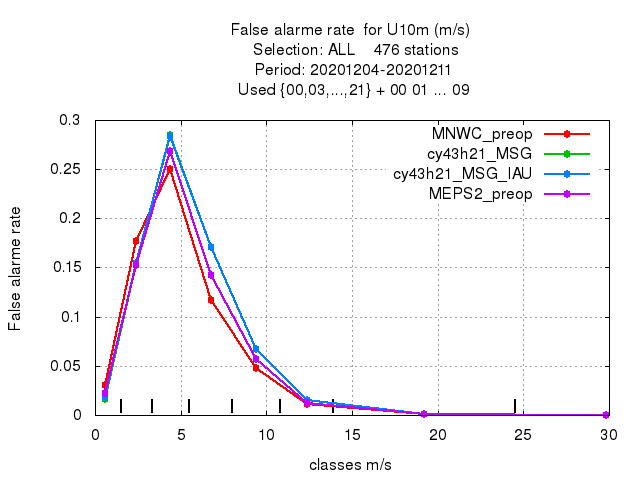 False alarme rate  for U10m (m/s)
Selection: ALL    476 stations
Period: 20201204-20201211
Used {00,03,...,21} + 00 01 ... 09
MNWC_preop
cy43h21_MSG
cy43h21_MSG_IAU
MEPS2_preop
False alarme rate
0.3
0.25
0.2
0.15
0.1
0.05
0
0 5 10 15 20 25 30
classes m/s